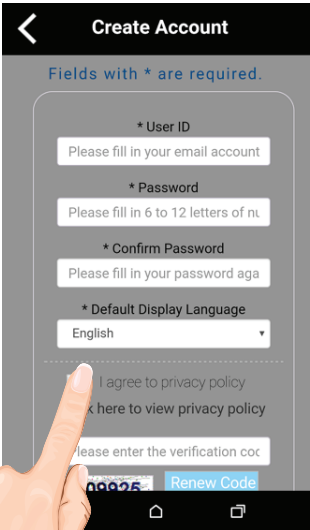 Create Account
Fields with * are required.
* User ID
Please fill in your email account
* Password
Please fill in 6 to 12 letters of nu
* Confirm Password
Please fill in your password aga
* Default Display Language
English
I agree to privacy policy
here to view privacy policy
Please enter the verification cod
Renew Code